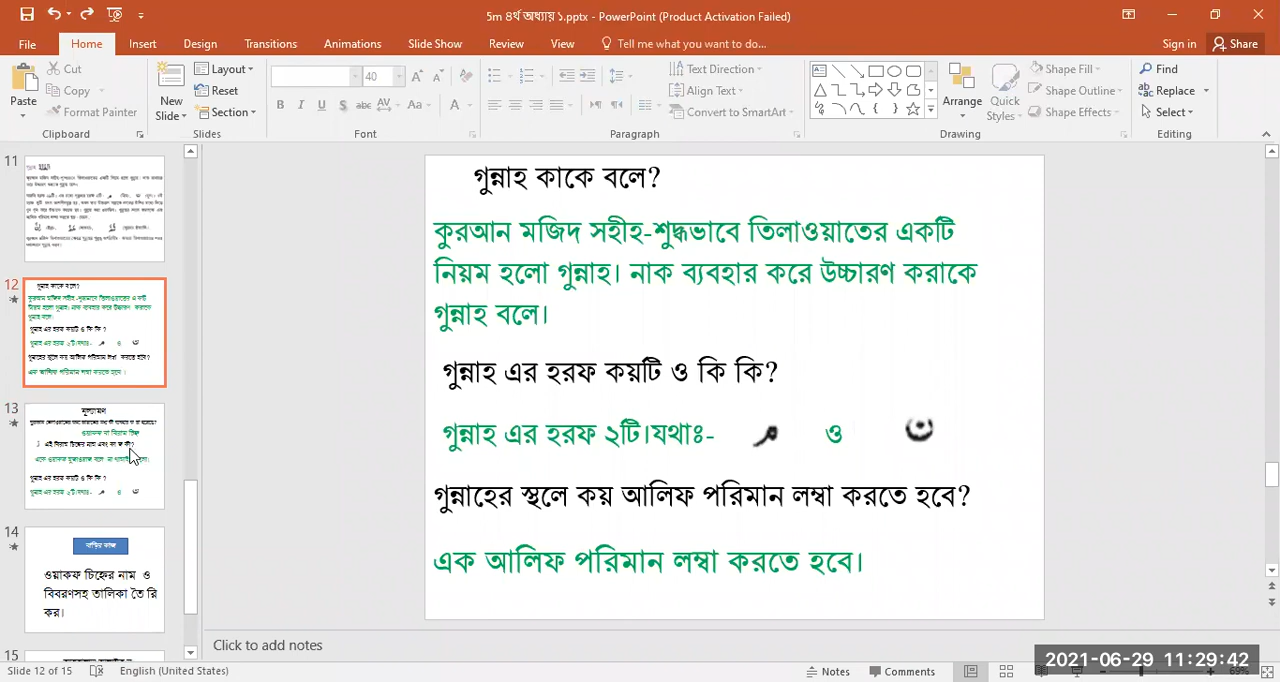 5m ৪র্থ অধ্যায় ১.pptx - PowerPoint (Product Activation Failed)
File Home Insert Design Transitions Animations Slide Show Review View Tell me what you want to do... Sign in Share
Paste Cut Copy Format Painter
Clipboard
New Slide Layout Reset Section
Slides
40
Font
Text Direction Align Text Convert to SmartArt
Paragraph
Arrange Quick Styles Shape Fill Shape Outline Shape Effects
Drawing
Find Replace Select
Editing
11
12
13
14
বাড়ির কাজ
ওয়াকফ চিহ্নের নাম ও
বিবরণসহ তালিকা তৈরি
কর।
15
গুন্নাহ কাকে বলে?
কুরআন মজিদ সহীহ-শুদ্ধভাবে তিলাওয়াতের একটি
নিয়ম হলো গুন্নাহ। নাক ব্যবহার করে উচ্চারণ করাকে
গুন্নাহ বলে।
গুন্নাহ এর হরফ কয়টি ও কি কি?
গুন্নাহ এর হরফ ২টি।যথাঃ- م ও ن
গুন্নাহের স্থলে কয় আলিফ পরিমান লম্বা করতে হবে?
এক আলিফ পরিমান লম্বা করতে হবে।
Click to add notes
Slide 12 of 15 English (United States) Notes Comments
2021-06-29 11:29:42